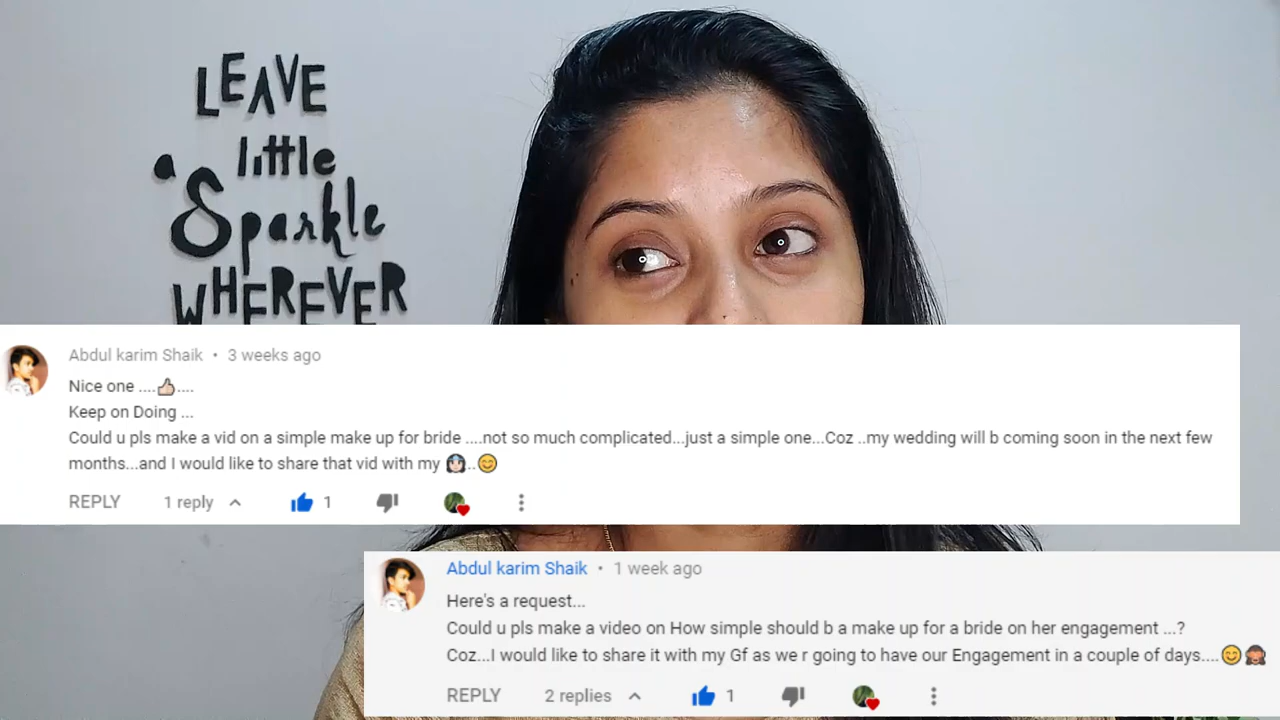 LEAVE
a little
Sparkle
WHEREVER
Abdul karim Shaik • 3 weeks ago
Nice one ....👍🏻....
Keep on Doing ...
Could u pls make a vid on a simple make up for bride ....not so much complicated...just a simple one...Coz ..my wedding will b coming soon in the next few
months...and I would like to share that vid with my 👰🏻..😊
REPLY 1 reply 1
Abdul karim Shaik • 1 week ago
Here's a request...
Could u pls make a video on How simple should b a make up for a bride on her engagement ...?
Coz...I would like to share it with my Gf as we r going to have our Engagement in a couple of days....😊🙈
REPLY 2 replies 1